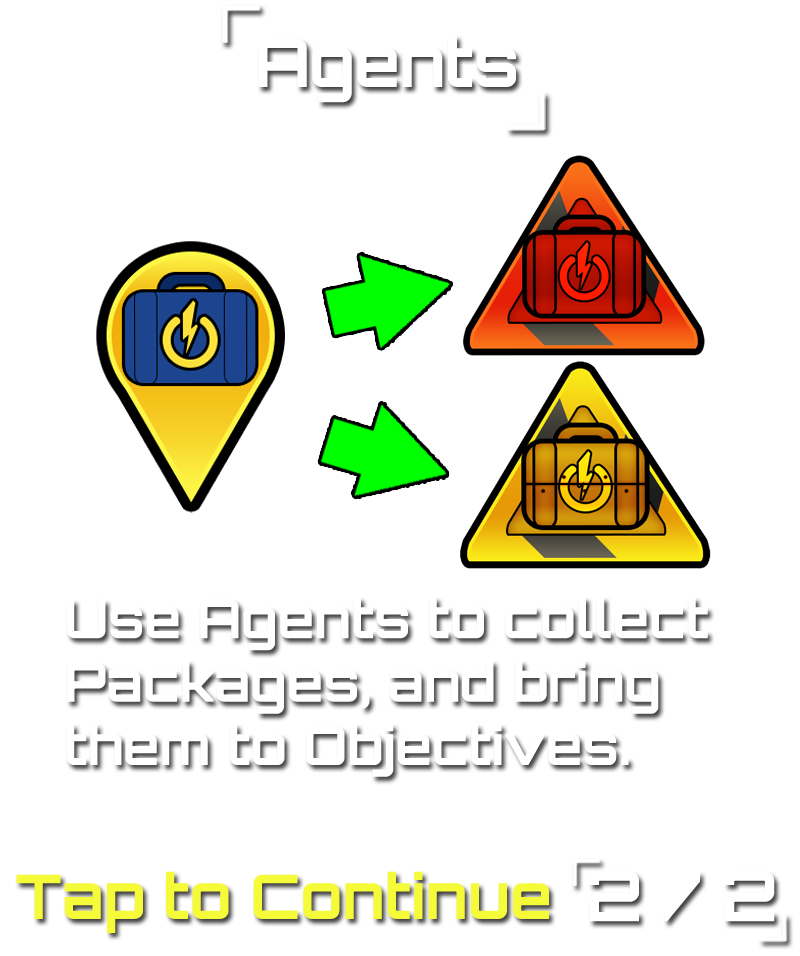 Agents
Use Agents to collect
Packages, and bring
them to Objectives.
Tap to Continue 2 / 2